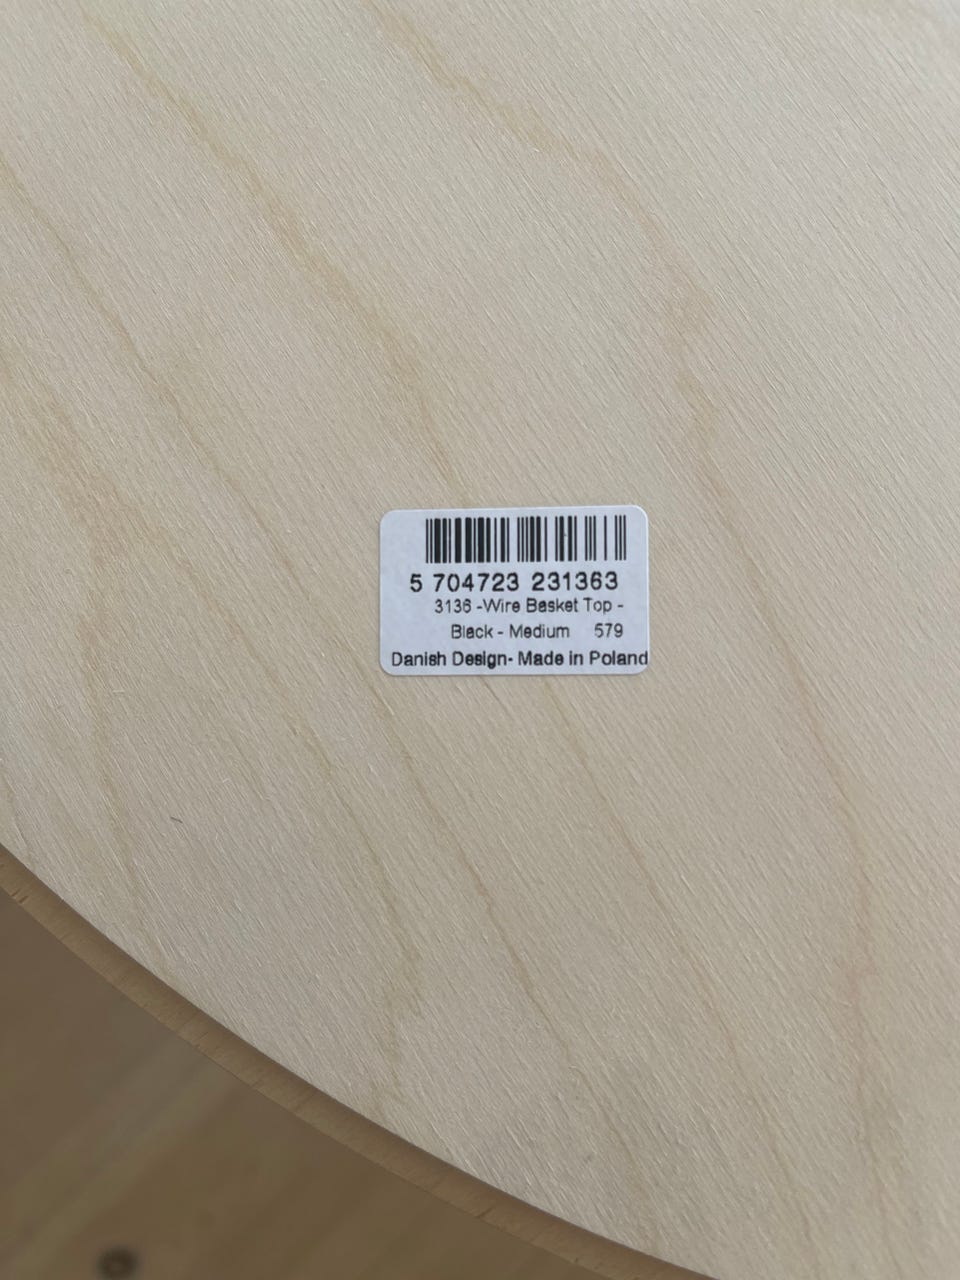 5 704723 231363
3136 -Wire Basket Top -
Black - Medium 579
Danish Design- Made in Poland